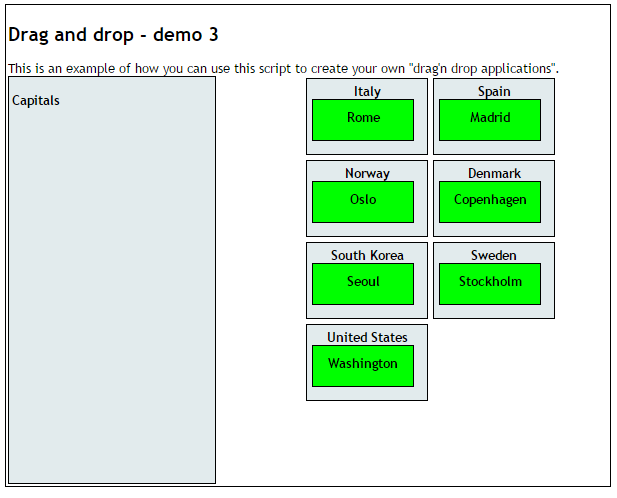 Drag and drop - demo 3
This is an example of how you can use this script to create your own "drag'n drop applications".
Capitals
Italy
Rome
Spain
Madrid
Norway
Oslo
Denmark
Copenhagen
South Korea
Seoul
Sweden
Stockholm
United States
Washington